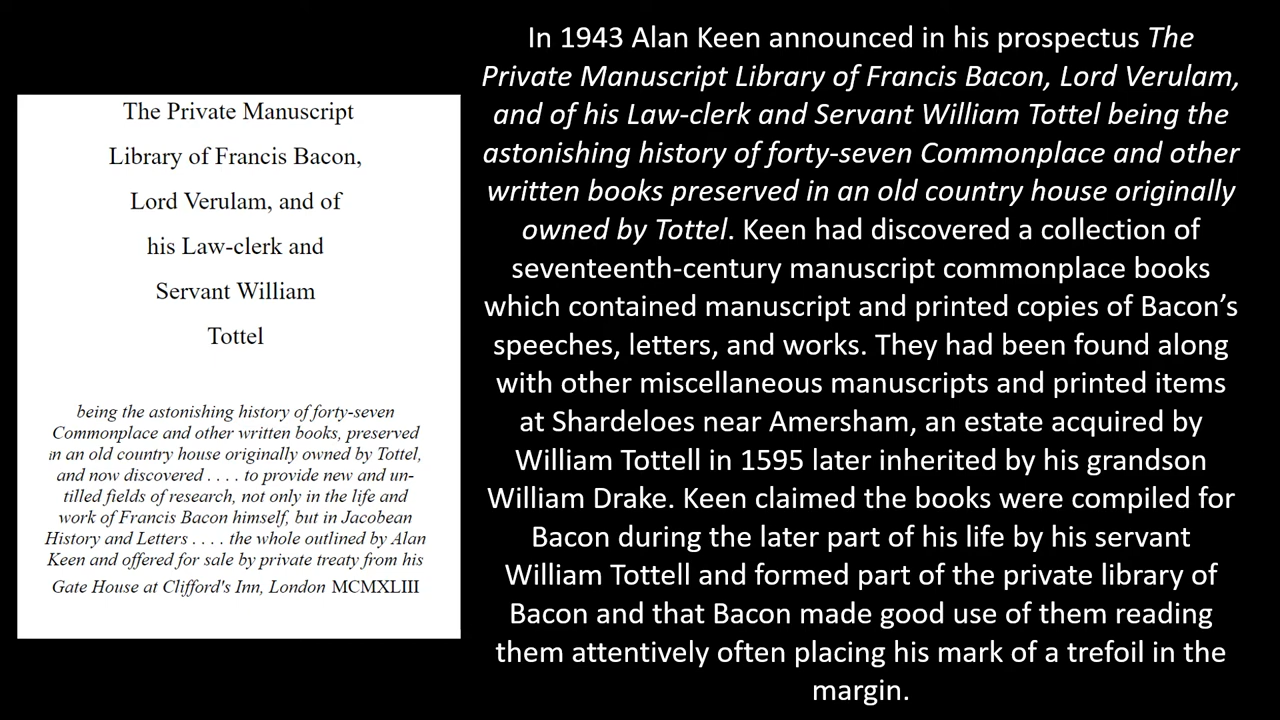 The Private Manuscript
Library of Francis Bacon,
Lord Verulam, and of
his Law-clerk and
Servant William
Tottel
being the astonishing history of forty-seven
Commonplace and other written books, preserved
in an old country house originally owned by Tottel,
and now discovered . . . . to provide new and un-
tilled fields of research, not only in the life and
work of Francis Bacon himself, but in Jacobean
History and Letters . . . . the whole outlined by Alan
Keen and offered for sale by private treaty from his
Gate House at Clifford's Inn, London MCMXLIII
In 1943 Alan Keen announced in his prospectus The
Private Manuscript Library of Francis Bacon, Lord Verulam,
and of his Law-clerk and Servant William Tottel being the
astonishing history of forty-seven Commonplace and other
written books preserved in an old country house originally
owned by Tottel. Keen had discovered a collection of
seventeenth-century manuscript commonplace books
which contained manuscript and printed copies of Bacon’s
speeches, letters, and works. They had been found along
with other miscellaneous manuscripts and printed items
at Shardeloes near Amersham, an estate acquired by
William Tottell in 1595 later inherited by his grandson
William Drake. Keen claimed the books were compiled for
Bacon during the later part of his life by his servant
William Tottell and formed part of the private library of
Bacon and that Bacon made good use of them reading
them attentively often placing his mark of a trefoil in the
margin.